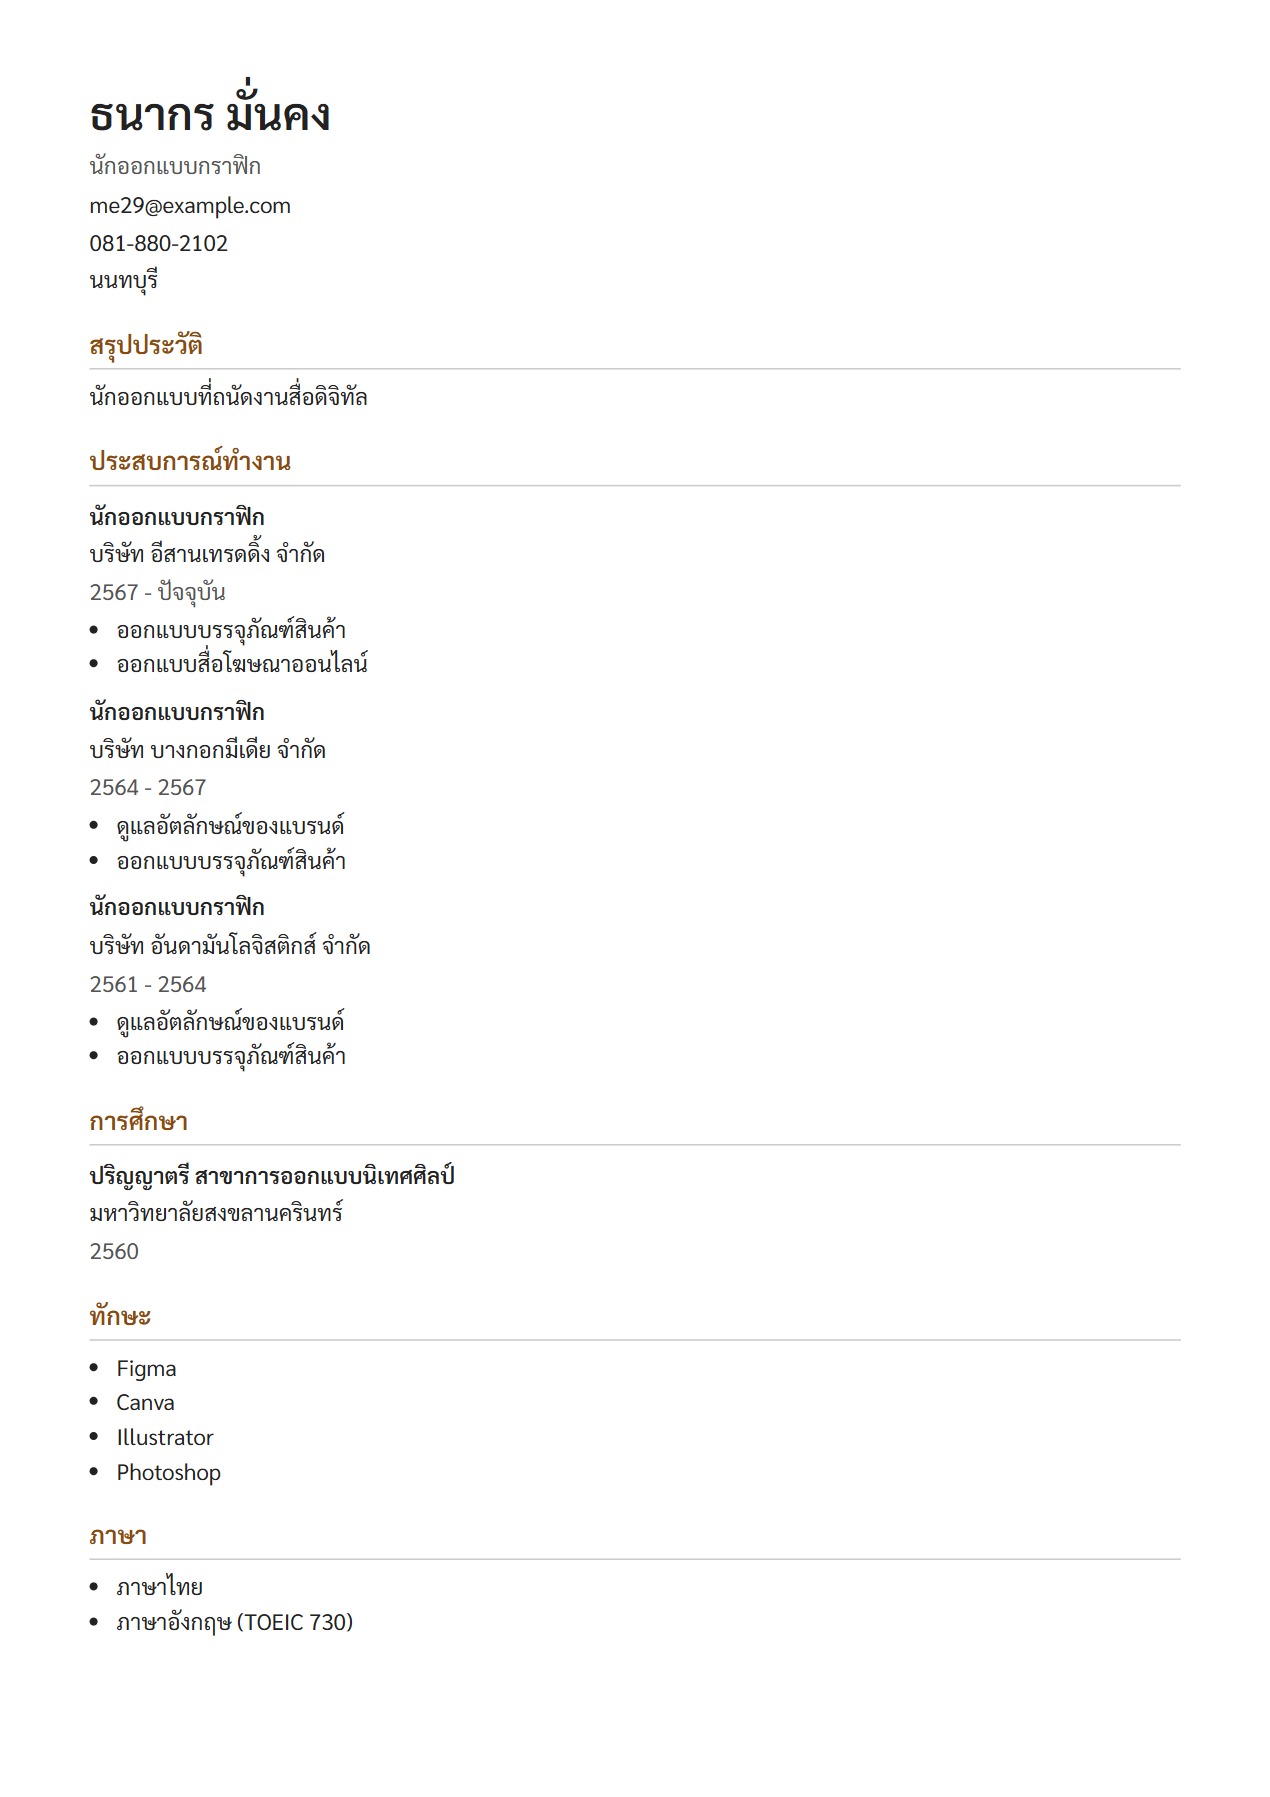 ธนากร มั่นคง
นักออกแบบกราฟิก
me29@example.com
081-880-2102
นนทบุรี
สรุปประวัติ
นักออกแบบที่ถนัดงานสื่อดิจิทัล
ประสบการณ์ทำงาน
นักออกแบบกราฟิก
บริษัท อีสานเทรดดิ้ง จำกัด
2567 - ปัจจุบัน
• ออกแบบบรรจุภัณฑ์สินค้า
• ออกแบบสื่อโฆษณาออนไลน์
นักออกแบบกราฟิก
บริษัท บางกอกมีเดีย จำกัด
2564 - 2567
• ดูแลอัตลักษณ์ของแบรนด์
• ออกแบบบรรจุภัณฑ์สินค้า
นักออกแบบกราฟิก
บริษัท อันดามันโลจิสติกส์ จำกัด
2561 - 2564
• ดูแลอัตลักษณ์ของแบรนด์
• ออกแบบบรรจุภัณฑ์สินค้า
การศึกษา
ปริญญาตรี สาขาการออกแบบนิเทศศิลป์
มหาวิทยาลัยสงขลานครินทร์
2560
ทักษะ
• Figma
• Canva
• Illustrator
• Photoshop
ภาษา
• ภาษาไทย
• ภาษาอังกฤษ (TOEIC 730)